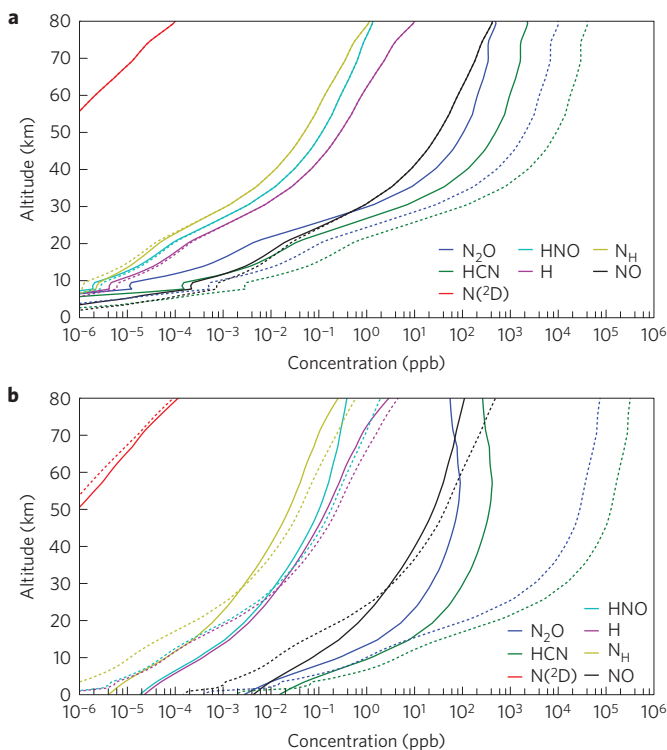 a
80
70
60
50
40
30
20
10
0
Altitude (km)
N₂O HNO N_H
HCN H NO
N(²D)
10⁻⁶ 10⁻⁵ 10⁻⁴ 10⁻³ 10⁻² 10⁻¹ 10⁰ 10¹ 10² 10³ 10⁴ 10⁵ 10⁶
Concentration (ppb)
b
80
70
60
50
40
30
20
10
0
Altitude (km)
HNO
N₂O H
HCN N_H
N(²D) NO
10⁻⁶ 10⁻⁵ 10⁻⁴ 10⁻³ 10⁻² 10⁻¹ 10⁰ 10¹ 10² 10³ 10⁴ 10⁵ 10⁶
Concentration (ppb)